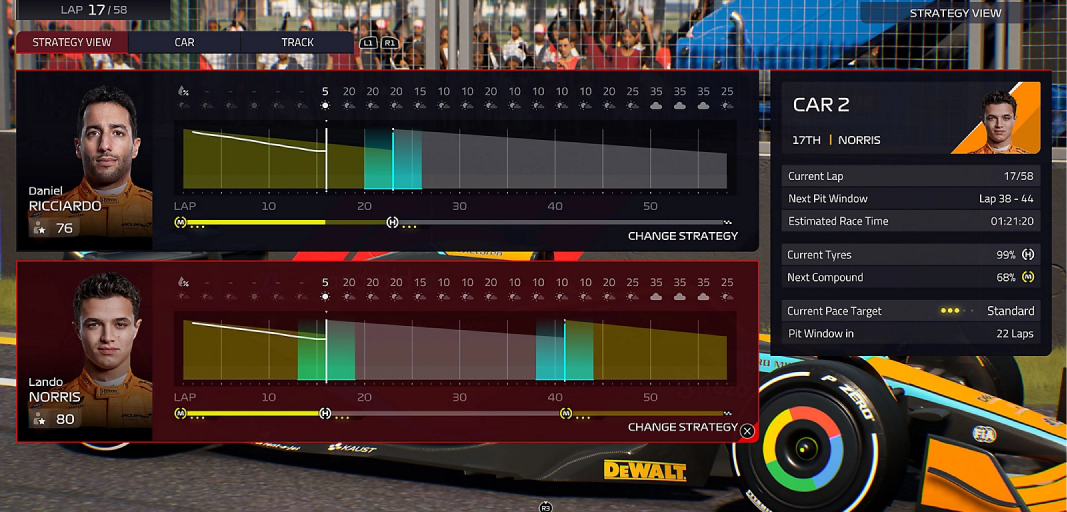 LAP 17/58
STRATEGY VIEW
STRATEGY VIEW CAR TRACK L1 R1
% - - - - - 5 20 20 20 15 10 10 10 10 10 10 20 20 25 35 35 35 25
Daniel
RICCIARDO
76
LAP 10 20 30 40 50
M H
CHANGE STRATEGY
% - - - - - 5 20 20 20 15 10 10 10 10 10 10 20 20 25 35 35 35 25
Lando
NORRIS
80
LAP 10 20 30 40 50
M H M
CHANGE STRATEGY
CAR 2
17TH | NORRIS
Current Lap 17/58
Next Pit Window Lap 38 - 44
Estimated Race Time 01:21:20
Current Tyres 99% H
Next Compound 68% M
Current Pace Target Standard
Pit Window in 22 Laps
P ZERO
FIA
KAUST
DEWALT
R3